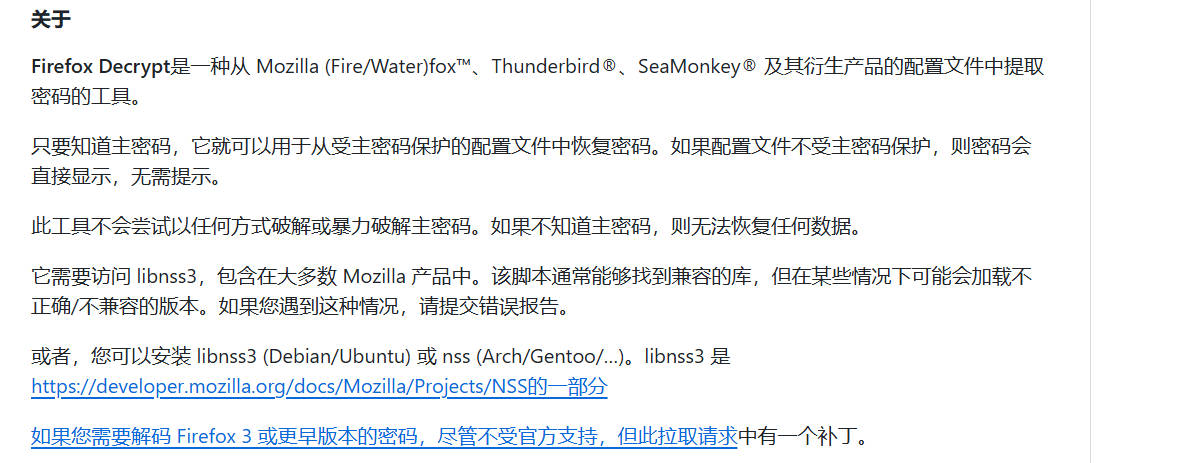 关于
Firefox Decrypt是一种从 Mozilla (Fire/Water)fox™、Thunderbird®、SeaMonkey® 及其衍生产品的配置文件中提取
密码的工具。
只要知道主密码，它就可以用于从受主密码保护的配置文件中恢复密码。如果配置文件不受主密码保护，则密码会
直接显示，无需提示。
此工具不会尝试以任何方式破解或暴力破解主密码。如果不知道主密码，则无法恢复任何数据。
它需要访问 libnss3，包含在大多数 Mozilla 产品中。该脚本通常能够找到兼容的库，但在某些情况下可能会加载不
正确/不兼容的版本。如果您遇到这种情况，请提交错误报告。
或者，您可以安装 libnss3 (Debian/Ubuntu) 或 nss (Arch/Gentoo/…)。libnss3 是
https://developer.mozilla.org/docs/Mozilla/Projects/NSS的一部分
如果您需要解码 Firefox 3 或更早版本的密码，尽管不受官方支持，但此拉取请求中有一个补丁。